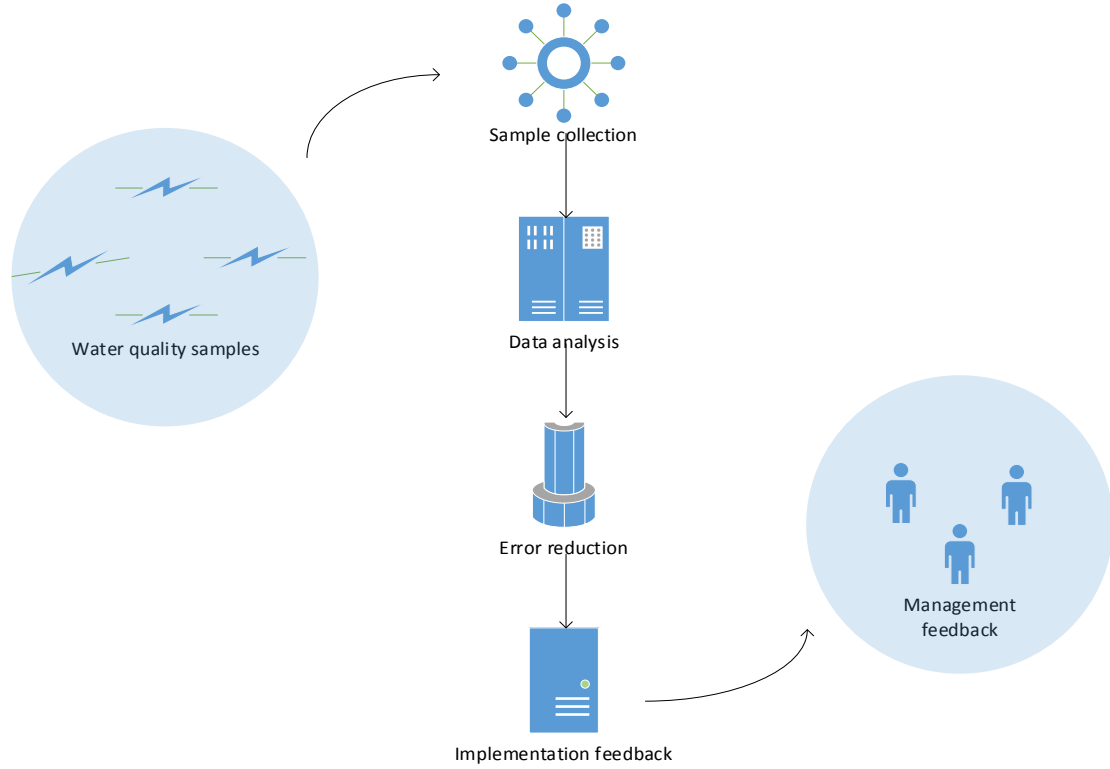 Sample collection
Water quality samples
Data analysis
Error reduction
Management
feedback
Implementation feedback